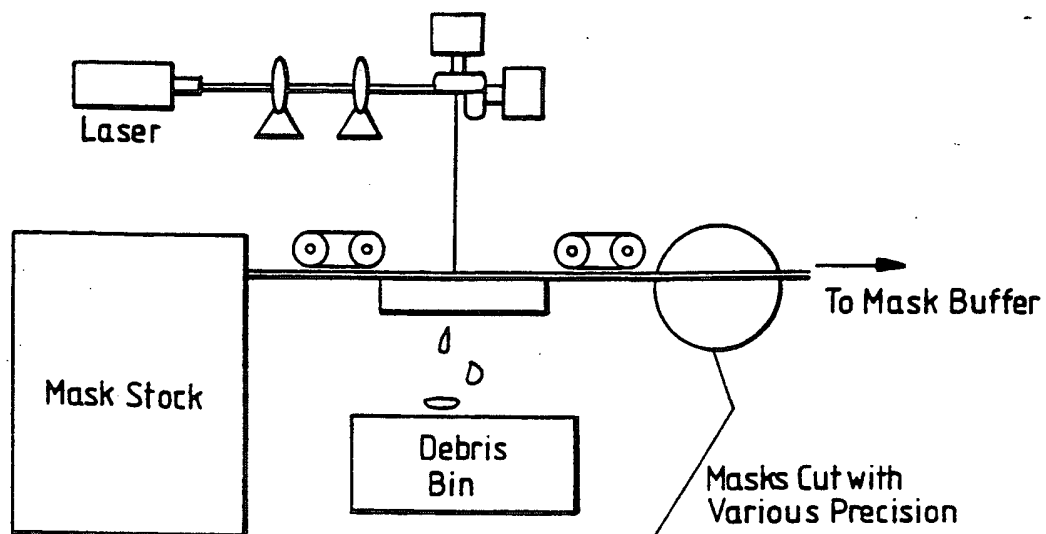 Laser
To Mask Buffer
Mask Stock
Debris
Bin
Masks Cut with
Various Precision